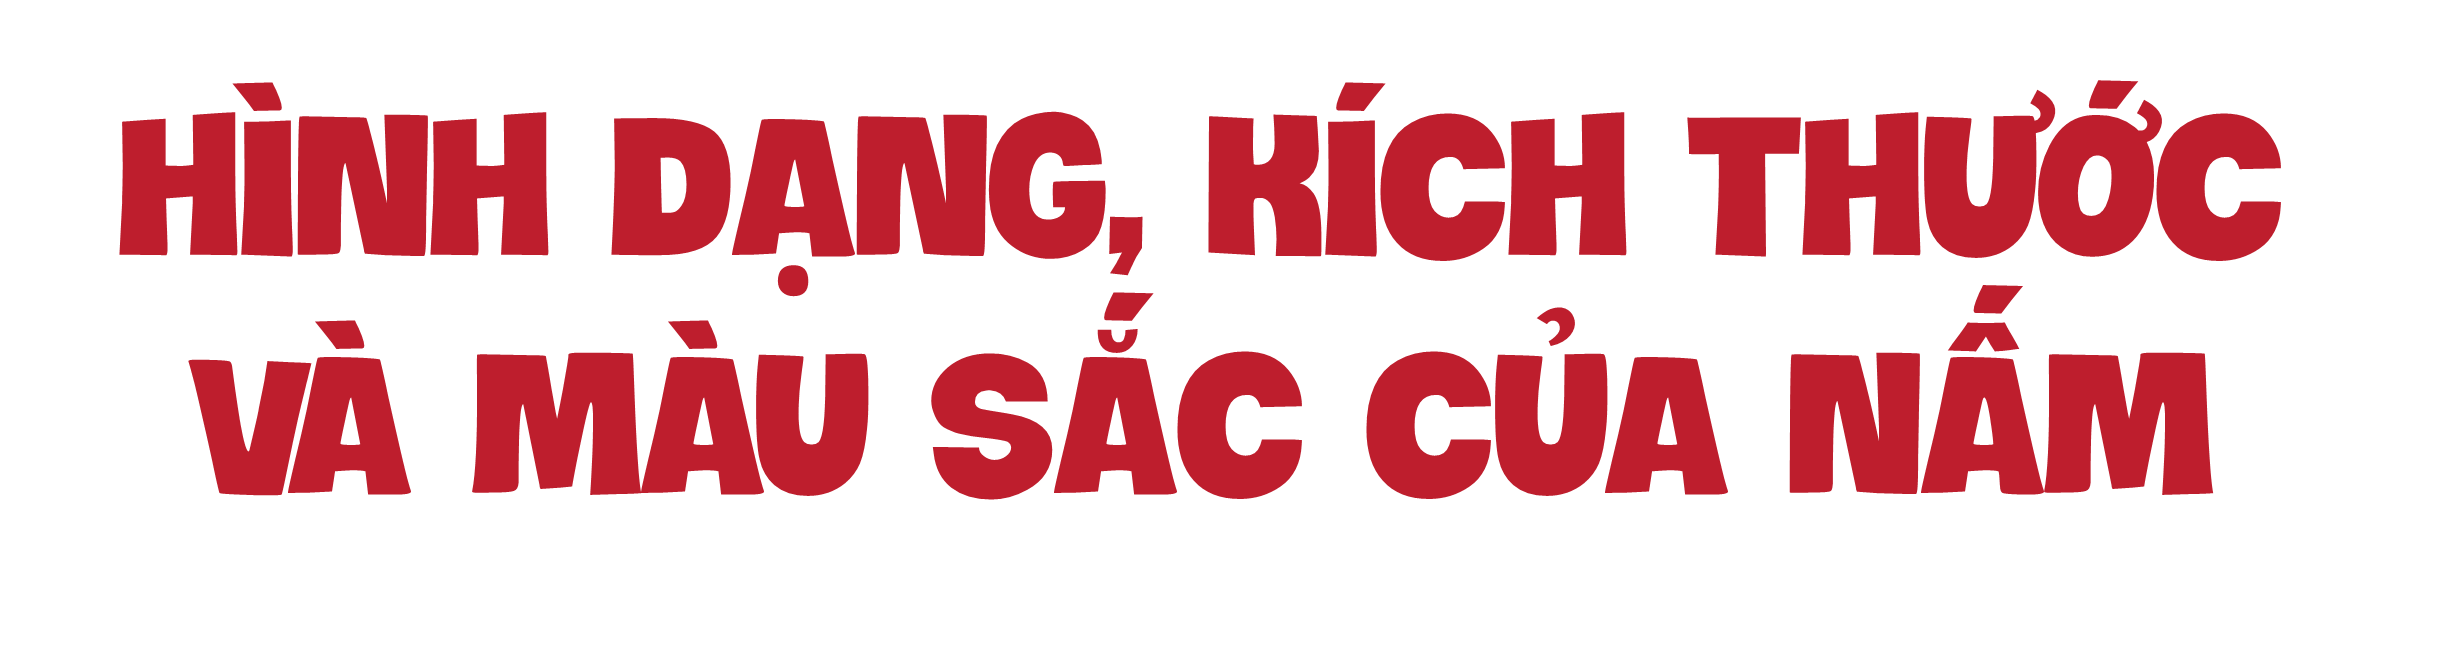 HÌNH DẠNG, KÍCH THƯỚC
VÀ MÀU SẮC CỦA NẤM